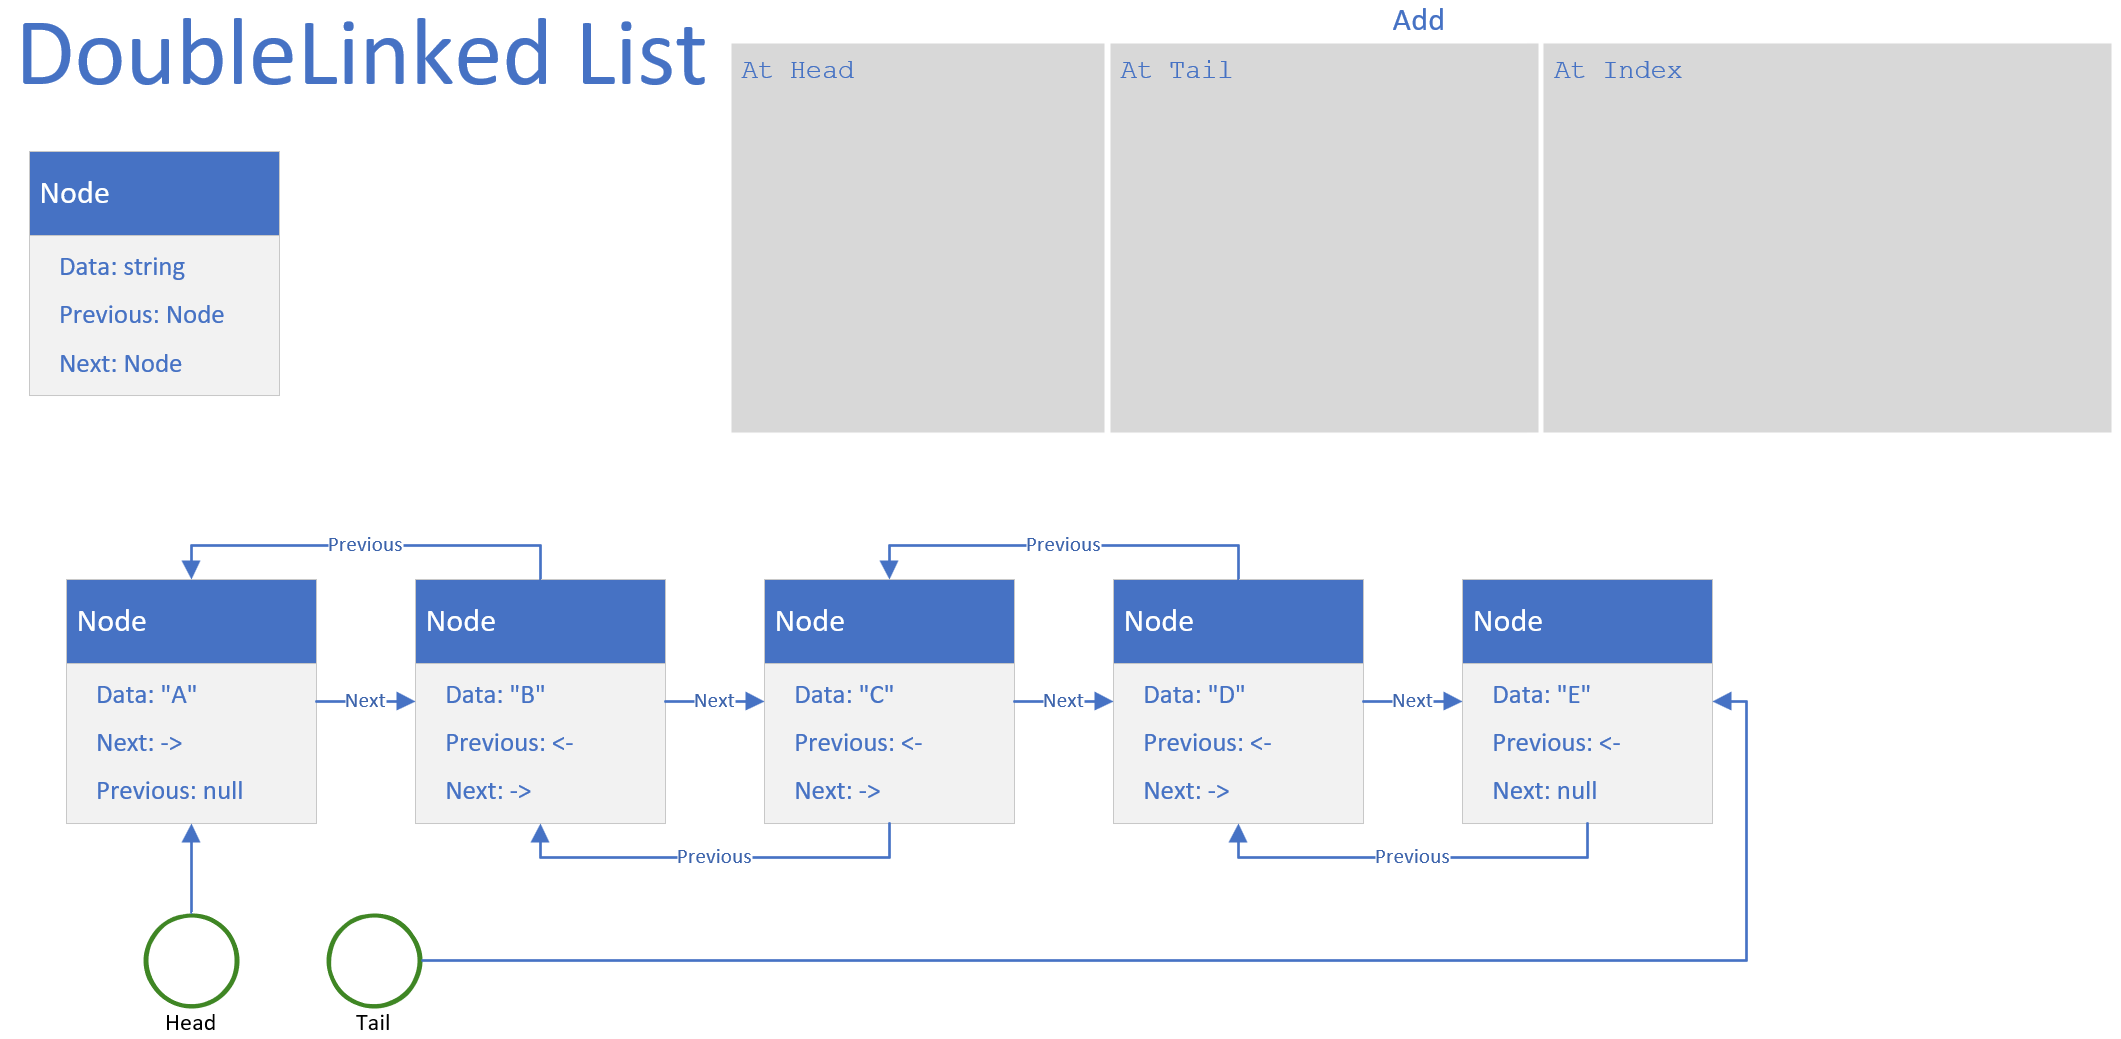 DoubleLinked List
Add
At Head
At Tail
At Index
Node
Data: string
Previous: Node
Next: Node
Previous
Previous
Node
Data: "A"
Next: ->
Previous: null
Next
Node
Data: "B"
Previous: <-
Next: ->
Next
Node
Data: "C"
Previous: <-
Next: ->
Next
Node
Data: "D"
Previous: <-
Next: ->
Next
Node
Data: "E"
Previous: <-
Next: null
Previous
Previous
Head
Tail